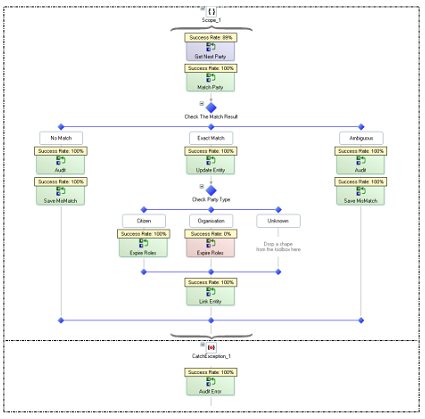 Scope_1
Success Rate: 89%
Get Next Party
Success Rate: 100%
Match Party
Check The Match Result
No Match
Exact Match
Ambiguous
Success Rate: 100%
Success Rate: 100%
Success Rate: 100%
Audit
Update Entity
Audit
Success Rate: 100%
Success Rate: 100%
Save MisMatch
Save MisMatch
Check Party Type
Citizen
Organisation
Unknown
Success Rate: 100%
Success Rate: 0%
Expire Roles
Expire Roles
Drop a shape
from the toolbox here
Success Rate: 100%
Link Entity
CatchException_1
Success Rate: 100%
Audit Error